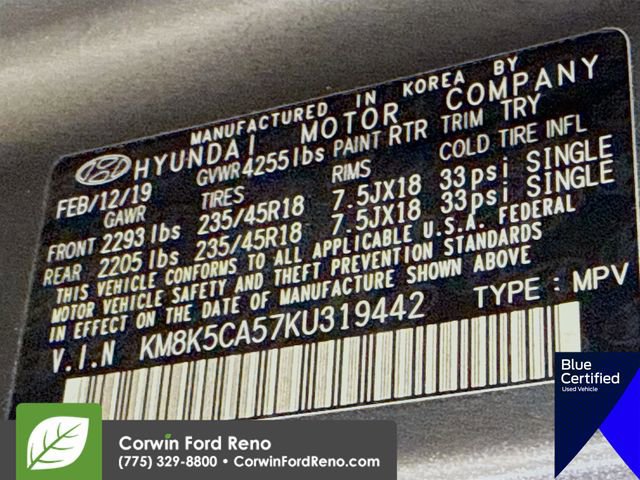 MANUFACTURED IN KOREA BY
HYUNDAI MOTOR COMPANY
FEB/12/19 GVWR 4255lbs PAINT RTR TRIM TRY
GAWR TIRES RIMS COLD TIRE INFL
FRONT 2293 lbs 235/45R18 7.5JX18 33psi SINGLE
REAR 2205 lbs 235/45R18 7.5JX18 33psi SINGLE
THIS VEHICLE CONFORMS TO ALL APPLICABLE U.S.A. FEDERAL
MOTOR VEHICLE SAFETY AND THEFT PREVENTION STANDARDS
IN EFFECT ON THE DATE OF MANUFACTURE SHOWN ABOVE
V.I.N KM8K5CA57KU319442 TYPE : MPV
Blue
Certified
Used Vehicle
Corwin Ford Reno
(775) 329-8800 • CorwinFordReno.com